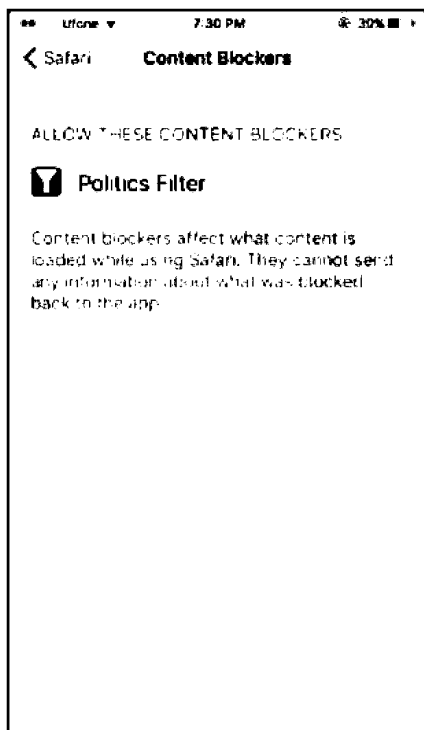 Ufone 7:30 PM 39%
Safari Content Blockers
ALLOW THESE CONTENT BLOCKERS
Politics Filter
Content blockers affect what content is
loaded while using Safari. They cannot send
any information about what was blocked
back to the app